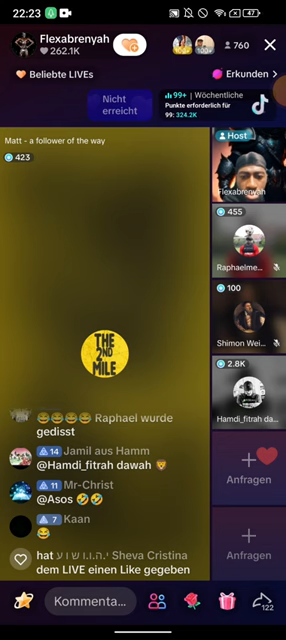 22:23
47
Flexabrenyah
262.1K
760
Beliebte LIVEs
Erkunden
Nicht
erreicht
99+ | Wöchentliche
Punkte erforderlich für
99: 324.2K
Matt - a follower of the way
423
THE
2ND
MILE
Host
Flexabrenyah
455
Raphaelme...
100
Shimon Wei...
2.8K
Hamdi_fitrah da...
Anfragen
Anfragen
😂😂😂😂 Raphael wurde
gedisst
14 Jamil aus Hamm
@Hamdi_fitrah dawah 🦁
11 Mr-Christ
@Asos 🤣🤣
7 Kaan
😂
hat י.ה.ו.ו ש ו ע Sheva Cristina
dem LIVE einen Like gegeben
Kommenta...
122